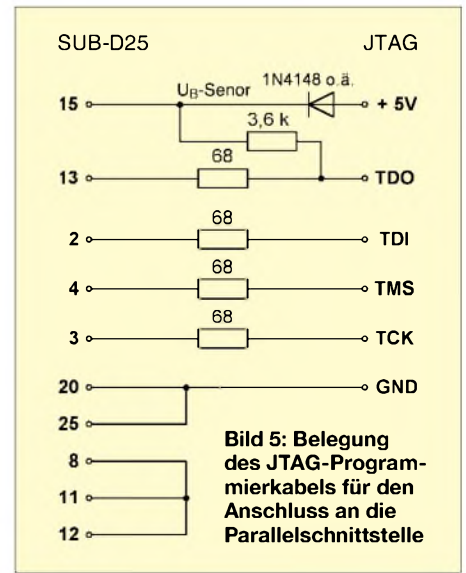 SUB-D25 JTAG
1N4148 o.ä.
15 UB-Senor + 5V
3,6 k
68
13 TDO
68
2 TDI
68
4 TMS
68
3 TCK
20 GND
25
8
11
12
Bild 5: Belegung
des JTAG-Program-
mierkabels für den
Anschluss an die
Parallelschnittstelle